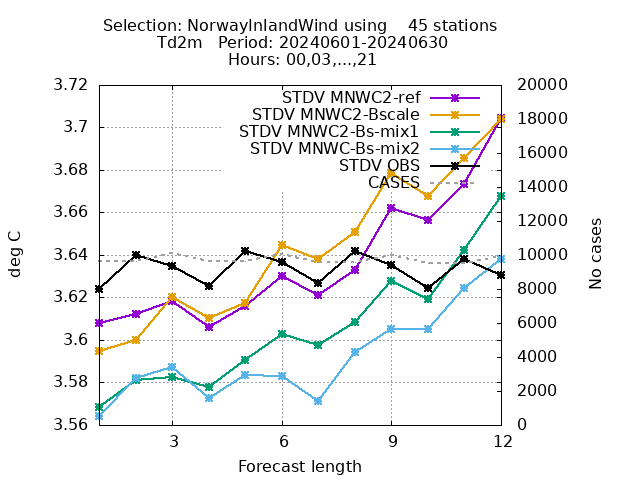 Selection: NorwayInlandWind using    45 stations
Td2m   Period: 20240601-20240630
Hours: 00,03,...,21
3.72
3.7
3.68
3.66
3.64
3.62
3.6
3.58
3.56
deg C
STDV MNWC2-ref
STDV MNWC2-Bscale
STDV MNWC2-Bs-mix1
STDV MNWC-Bs-mix2
STDV OBS
CASES
20000
18000
16000
14000
12000
10000
8000
6000
4000
2000
0
No cases
3
6
9
12
Forecast length